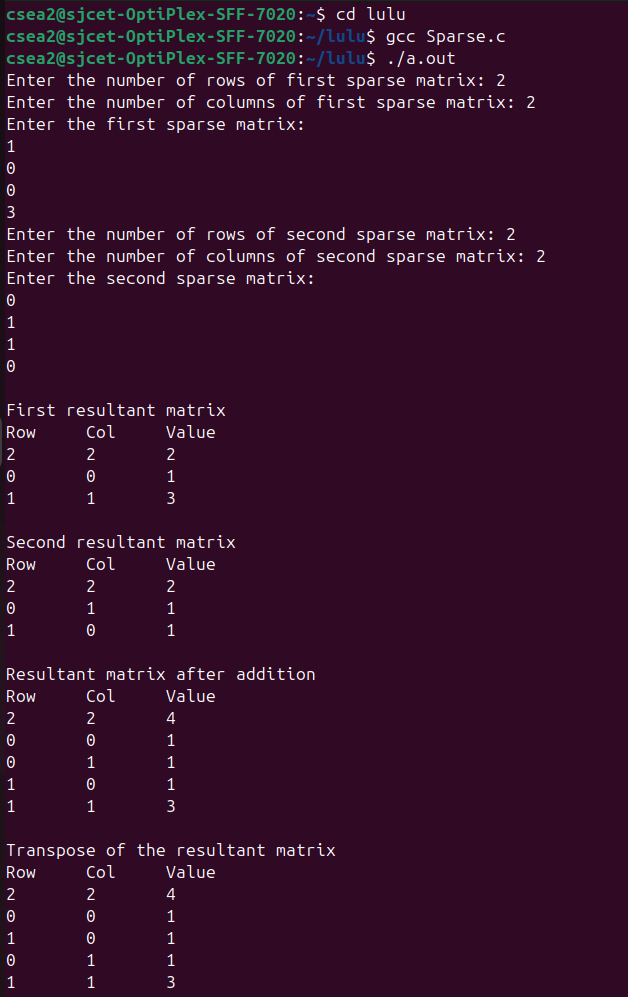 csea2@sjcet-OptiPlex-SFF-7020:~$ cd lulu
csea2@sjcet-OptiPlex-SFF-7020:~/lulu$ gcc Sparse.c
csea2@sjcet-OptiPlex-SFF-7020:~/lulu$ ./a.out
Enter the number of rows of first sparse matrix: 2
Enter the number of columns of first sparse matrix: 2
Enter the first sparse matrix:
1
0
0
3
Enter the number of rows of second sparse matrix: 2
Enter the number of columns of second sparse matrix: 2
Enter the second sparse matrix:
0
1
1
0

First resultant matrix
Row     Col     Value
2       2       2
0       0       1
1       1       3

Second resultant matrix
Row     Col     Value
2       2       2
0       1       1
1       0       1

Resultant matrix after addition
Row     Col     Value
2       2       4
0       0       1
0       1       1
1       0       1
1       1       3

Transpose of the resultant matrix
Row     Col     Value
2       2       4
0       0       1
1       0       1
0       1       1
1       1       3